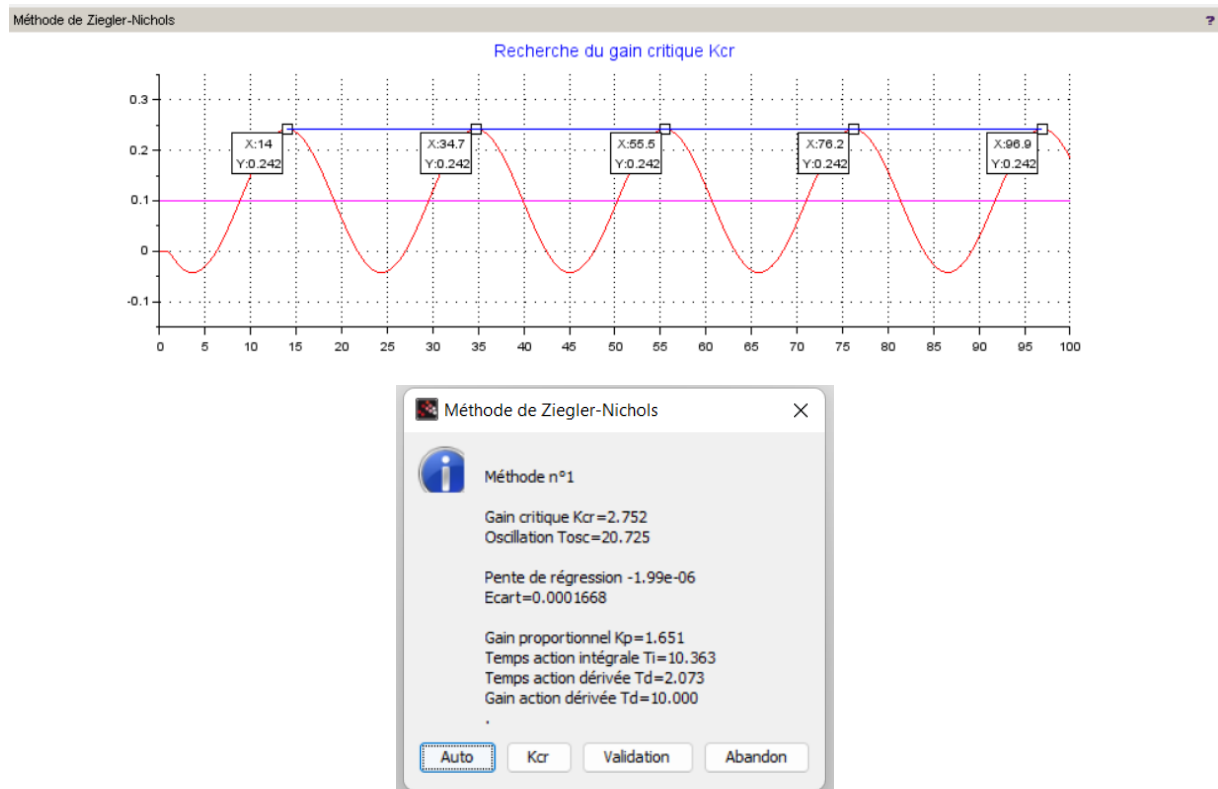 Méthode de Ziegler-Nichols ?
Recherche du gain critique Kcr
0.3
0.2
0.1
0
-0.1
X:14
Y:0.242
X:34.7
Y:0.242
X:55.5
Y:0.242
X:76.2
Y:0.242
X:96.9
Y:0.242
0 5 10 15 20 25 30 35 40 45 50 55 60 65 70 75 80 85 90 95 100
Méthode de Ziegler-Nichols
Méthode n°1
Gain critique Kcr=2.752
Oscillation Tosc=20.725
Pente de régression -1.99e-06
Ecart=0.0001668
Gain proportionnel Kp=1.651
Temps action intégrale Ti=10.363
Temps action dérivée Td=2.073
Gain action dérivée Td=10.000
.
Auto Kcr Validation Abandon